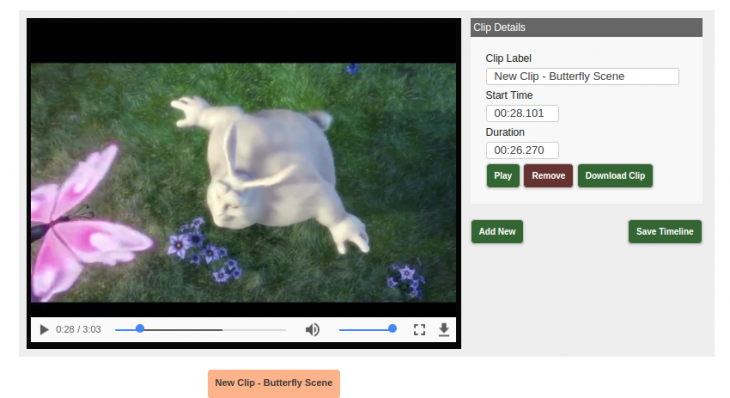 Clip Details
Clip Label
New Clip - Butterfly Scene
Start Time
00:28.101
Duration
00:26.270
Play Remove Download Clip
Add New Save Timeline
0:28 / 3:03
New Clip - Butterfly Scene